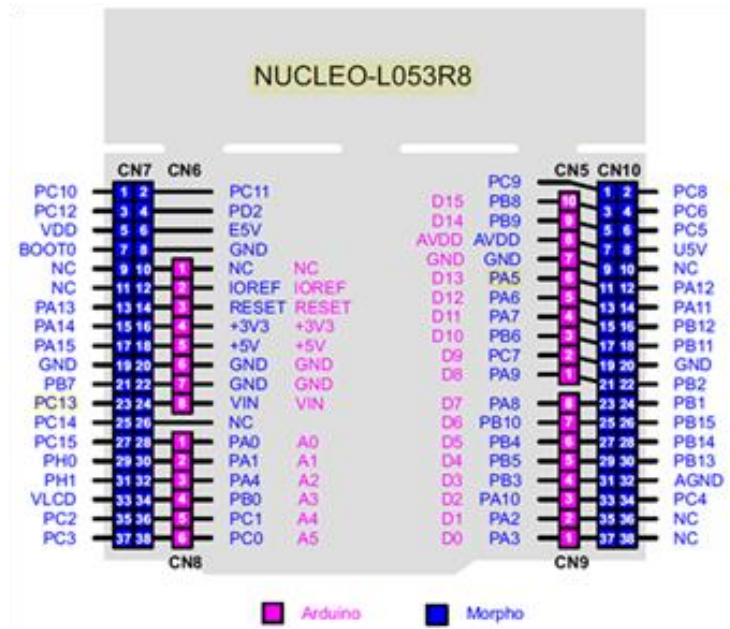 NUCLEO-L053R8
CN7 CN6 CN5 CN10
PC9
PC10 1 2 PC11 D15 PB8 10 1 2 PC8
PC12 3 4 PD2 D14 PB9 9 3 4 PC6
VDD 5 6 E5V AVDD AVDD 8 5 6 PC5
BOOT0 7 8 GND GND GND 7 7 8 U5V
NC 9 10 1 NC NC D13 PA5 6 9 10 NC
NC 11 12 2 IOREF IOREF D12 PA6 5 11 12 PA12
PA13 13 14 3 RESET RESET D11 PA7 4 13 14 PA11
PA14 15 16 4 +3V3 +3V3 D10 PB6 3 15 16 PB12
PA15 17 18 5 +5V +5V D9 PC7 2 17 18 PB11
GND 19 20 6 GND GND D8 PA9 1 19 20 GND
PB7 21 22 7 GND GND 21 22 PB2
PC13 23 24 8 VIN VIN D7 PA8 8 23 24 PB1
PC14 25 26 NC D6 PB10 7 25 26 PB15
PC15 27 28 1 PA0 A0 D5 PB4 6 27 28 PB14
PH0 29 30 2 PA1 A1 D4 PB5 5 29 30 PB13
PH1 31 32 3 PA4 A2 D3 PB3 4 31 32 AGND
VLCD 33 34 4 PB0 A3 D2 PA10 3 33 34 PC4
PC2 35 36 5 PC1 A4 D1 PA2 2 35 36 NC
PC3 37 38 6 PC0 A5 D0 PA3 1 37 38 NC
CN8 CN9
Arduino Morpho